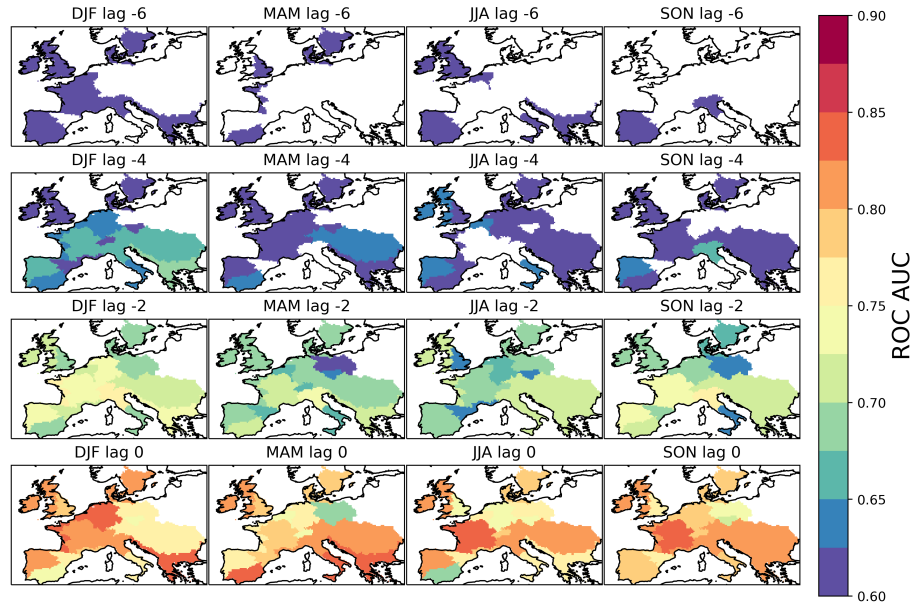 DJF lag -6 MAM lag -6 JJA lag -6 SON lag -6
DJF lag -4 MAM lag -4 JJA lag -4 SON lag -4
DJF lag -2 MAM lag -2 JJA lag -2 SON lag -2
DJF lag 0 MAM lag 0 JJA lag 0 SON lag 0
0.90
0.85
0.80
0.75
0.70
0.65
0.60
ROC AUC